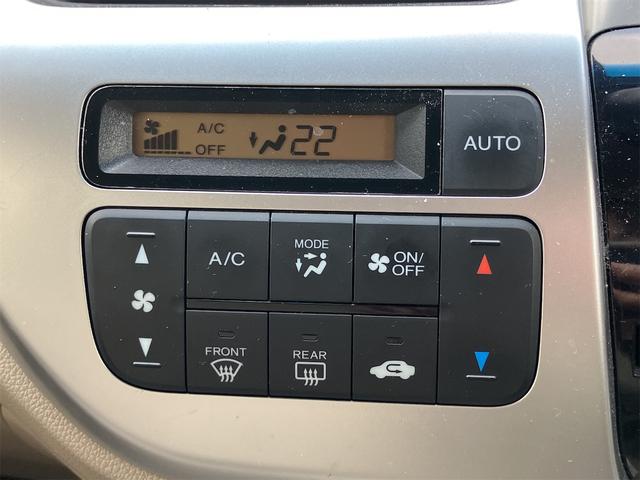 A/C
OFF
22
AUTO
A/C
MODE
ON/
OFF
FRONT
REAR